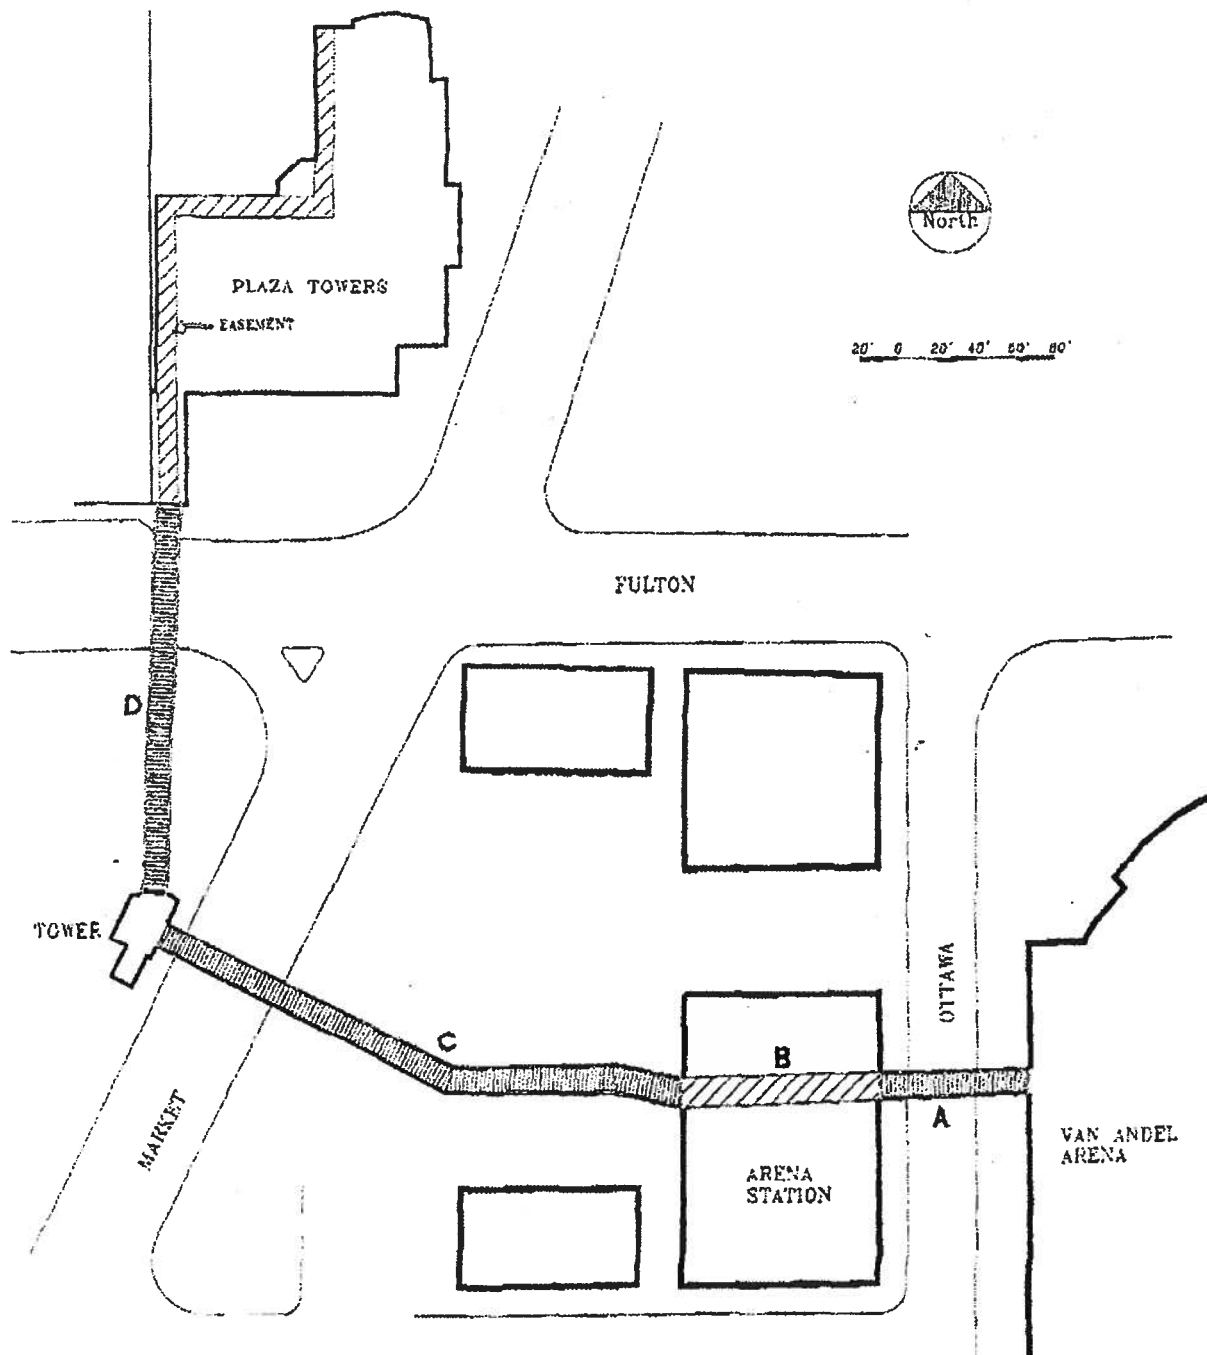 North
PLAZA TOWERS
EASEMENT
20' 0 20' 40' 60' 80'
FULTON
D
TOWER
OTTAWA
C
B
A
MARKET
VAN ANDEL
ARENA
ARENA
STATION